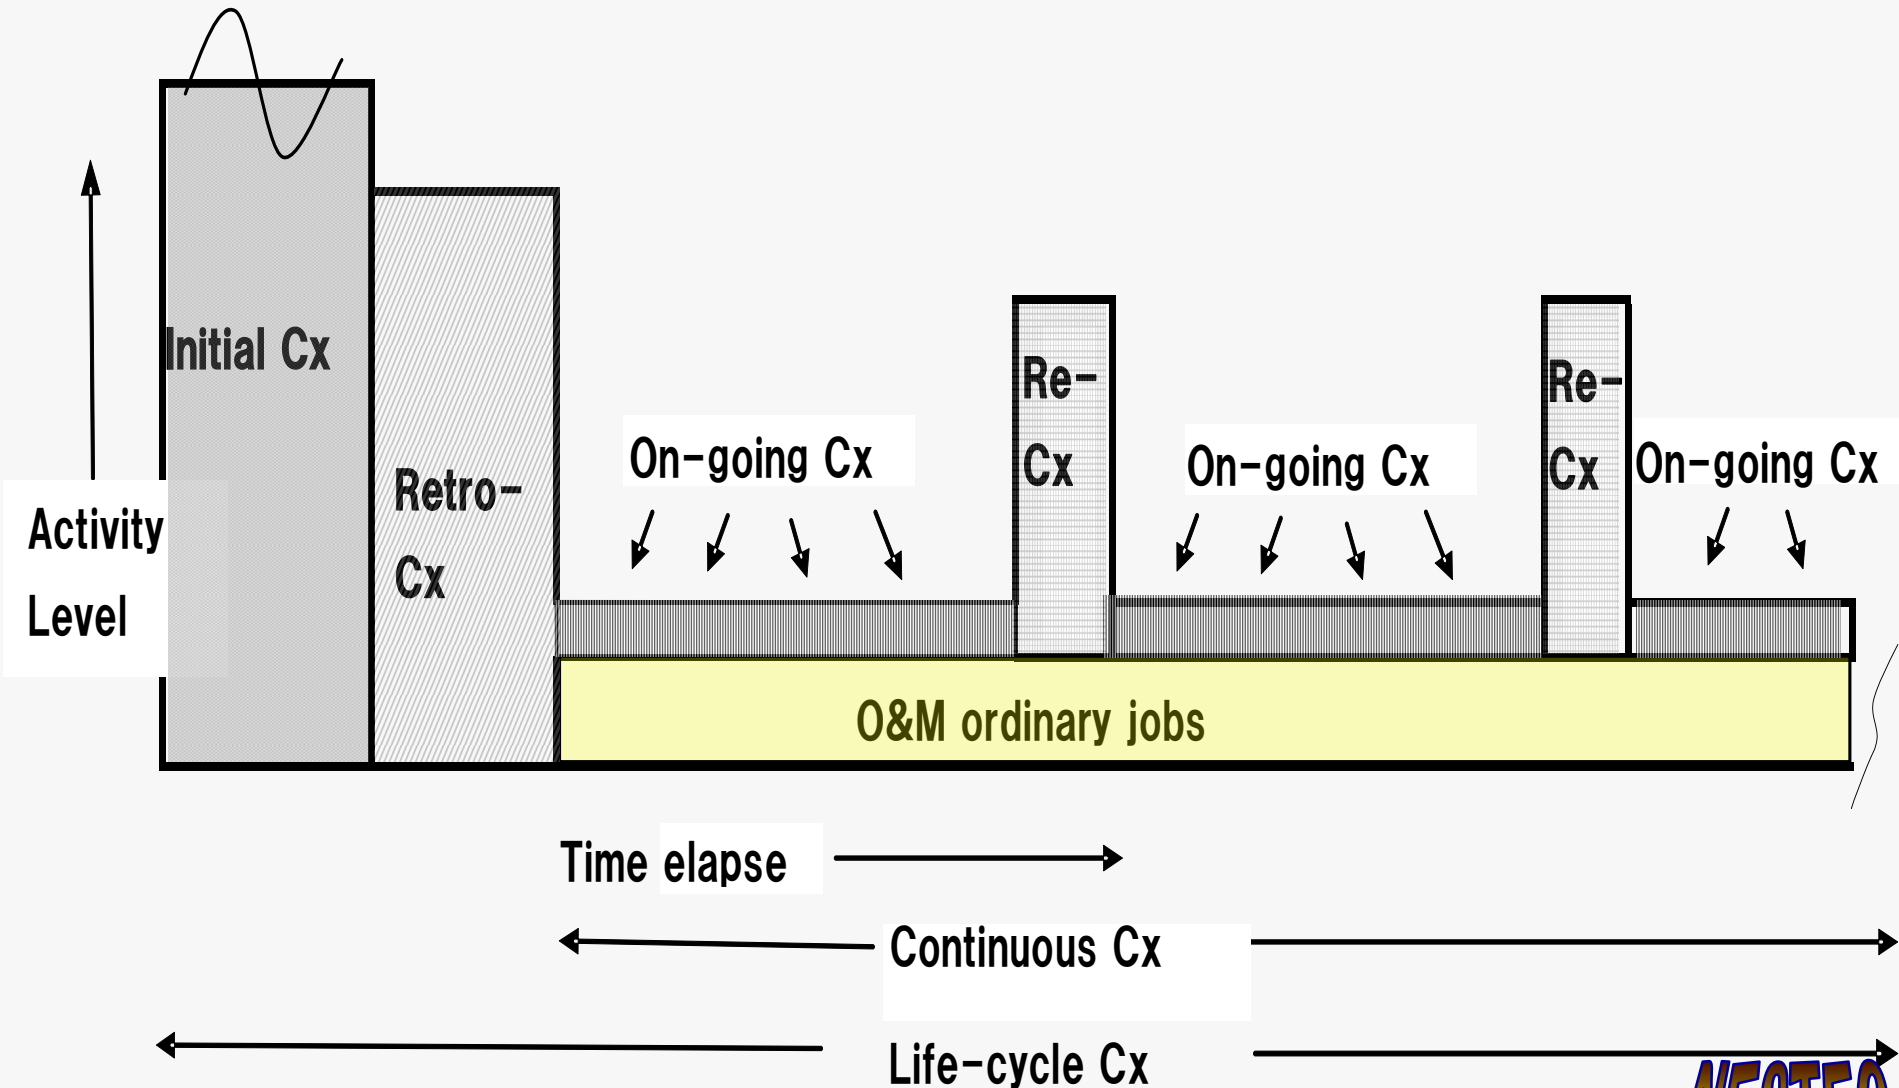 Initial Cx
Retro-
Cx
Re-
Cx
Re-
Cx
On-going Cx
On-going Cx
On-going Cx
Activity
Level
O&M ordinary jobs
Time elapse
Continuous Cx
Life-cycle Cx